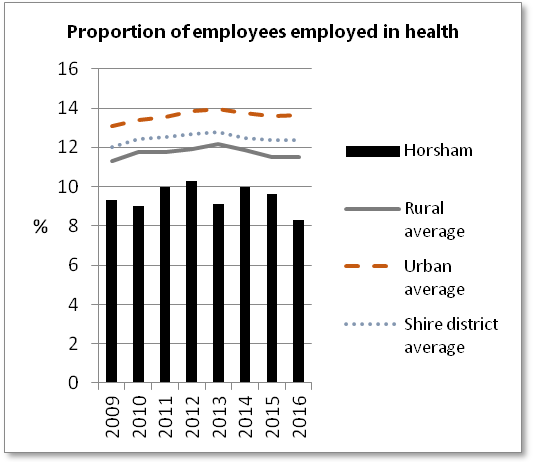 Proportion of employees employed in health
16
14
12
10
8
6
4
2
0
%
2009
2010
2011
2012
2013
2014
2015
2016
Horsham
Rural
average
Urban
average
Shire district
average